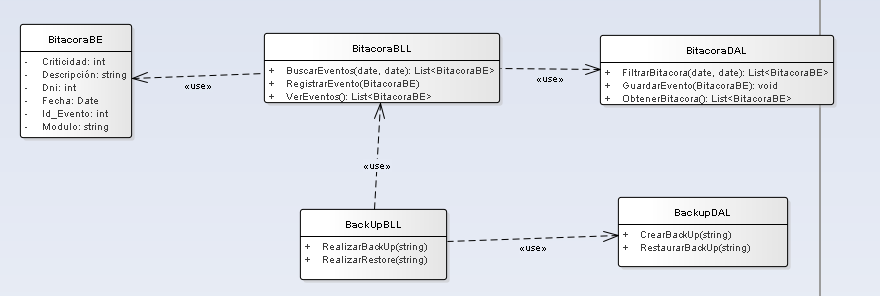 BitacoraBE
- Criticidad: int
- Descripción: string
- Dni: int
- Fecha: Date
- Id_Evento: int
- Modulo: string
«use»
BitacoraBLL
+ BuscarEventos(date, date): List<BitacoraBE>
+ RegistrarEvento(BitacoraBE)
+ VerEventos(): List<BitacoraBE>
«use»
BitacoraDAL
+ FiltrarBitacora(date, date): List<BitacoraBE>
+ GuardarEvento(BitacoraBE): void
+ ObtenerBitacora(): List<BitacoraBE>
«use»
BackUpBLL
+ RealizarBackUp(string)
+ RealizarRestore(string)
«use»
BackupDAL
+ CrearBackUp(string)
+ RestaurarBackUp(string)